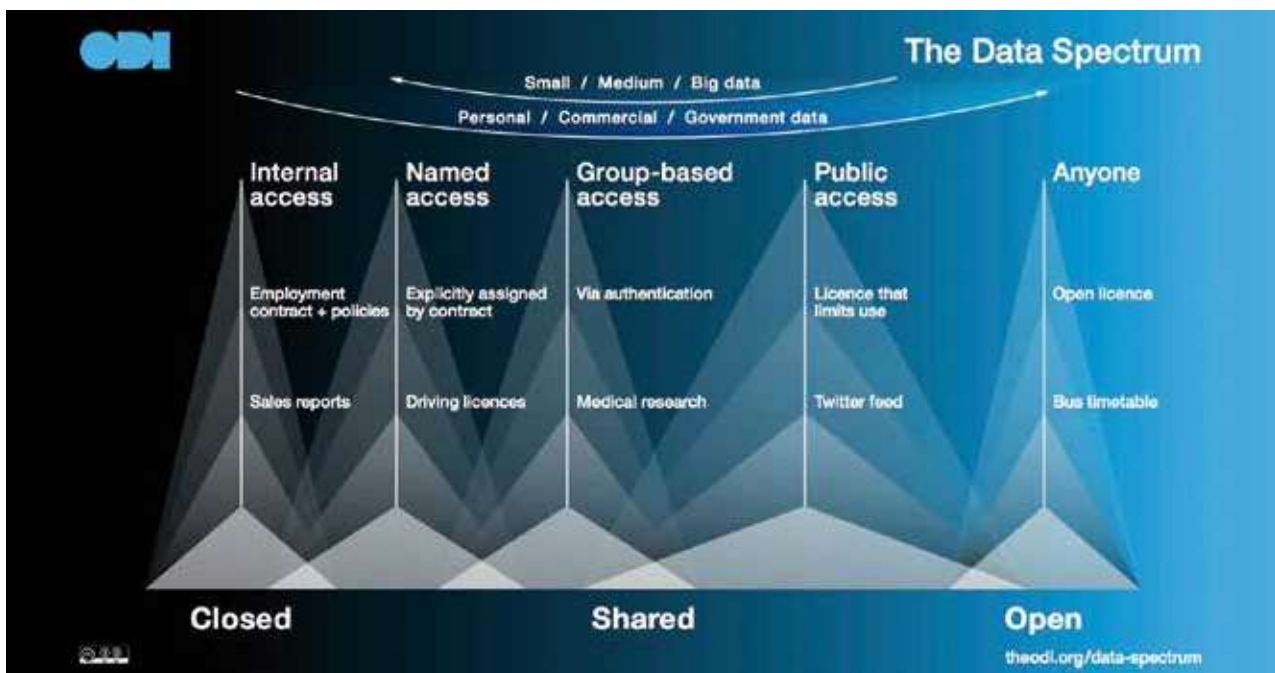 ODI
The Data Spectrum
Small / Medium / Big data
Personal / Commercial / Government data
Internal
access
Named
access
Group-based
access
Public
access
Anyone
Employment
contract + policies
Explicitly assigned
by contract
Via authentication
Licence that
limits use
Open licence
Sales reports
Driving licences
Medical research
Twitter feed
Bus timetable
Closed
Shared
Open
theodi.org/data-spectrum